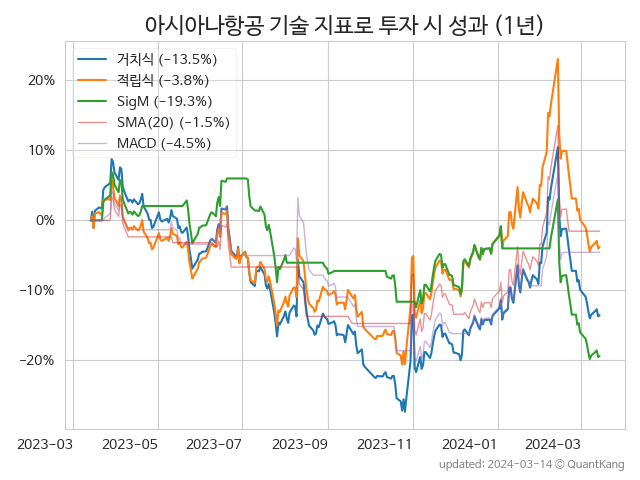 아시아나항공 기술 지표로 투자 시 성과 (1년)
거치식 (-13.5%)
적립식 (-3.8%)
SigM (-19.3%)
SMA(20) (-1.5%)
MACD (-4.5%)
20%
10%
0%
-10%
-20%
2023-03 2023-05 2023-07 2023-09 2023-11 2024-01 2024-03
updated: 2024-03-14 © QuantKang